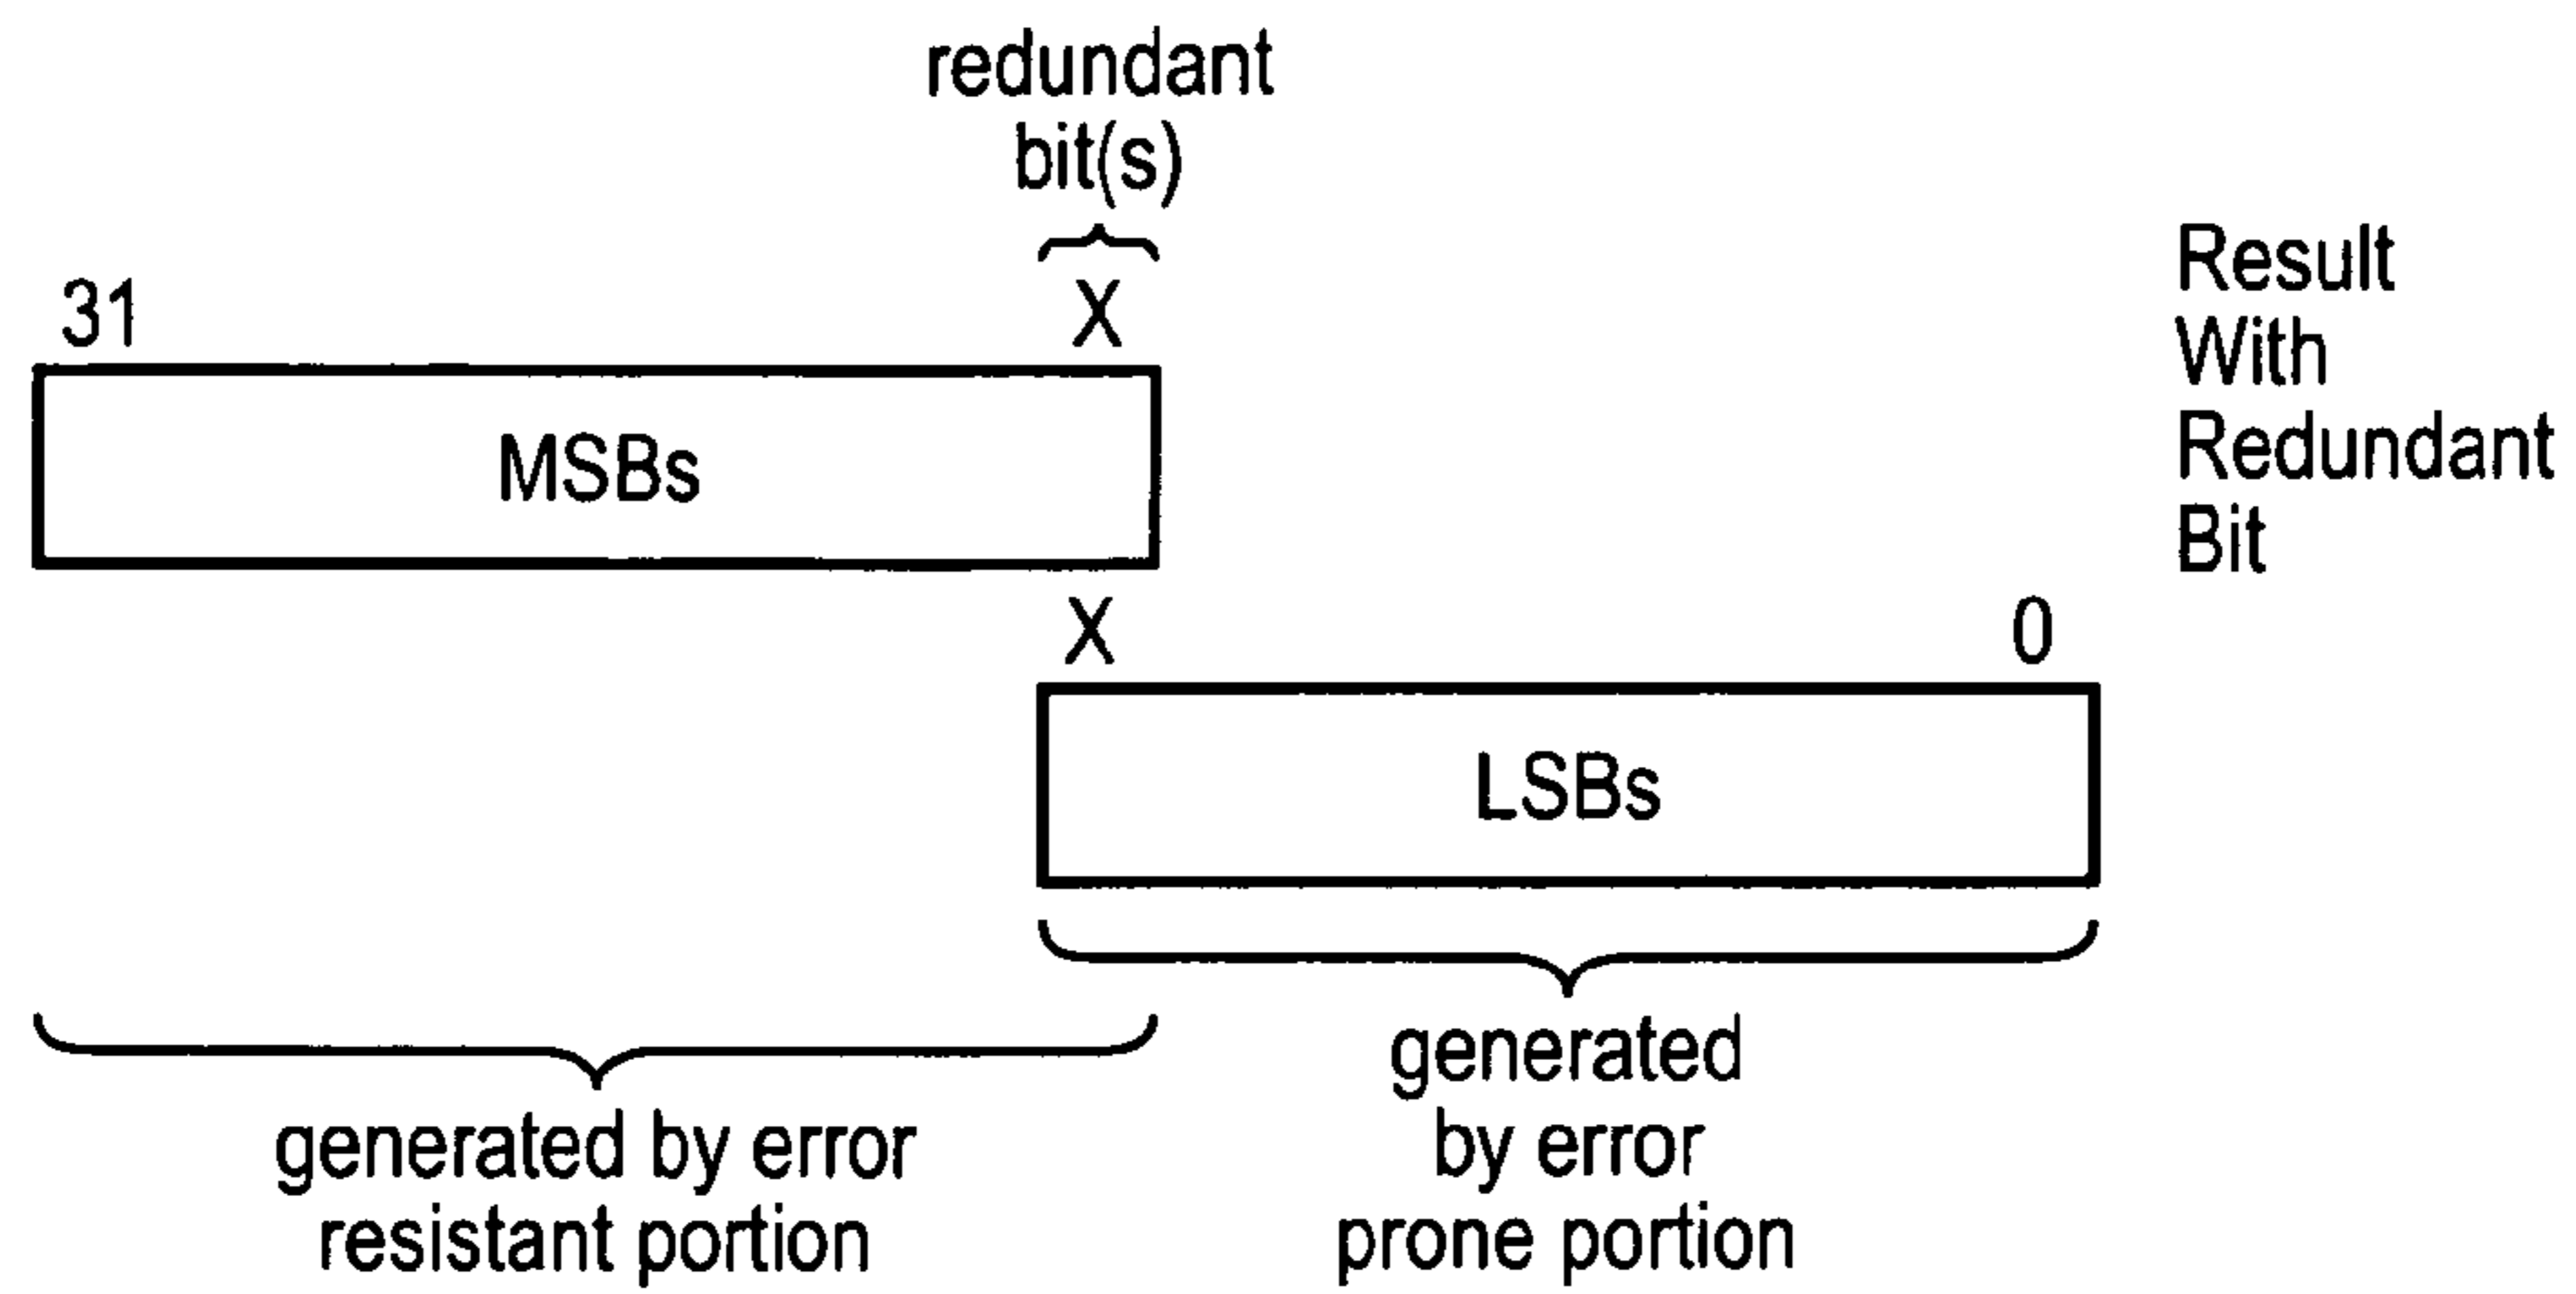 redundant
bit(s)
31
X
MSBs
X
0
LSBs
Result
With
Redundant
Bit
generated by error
resistant portion
generated
by error
prone portion